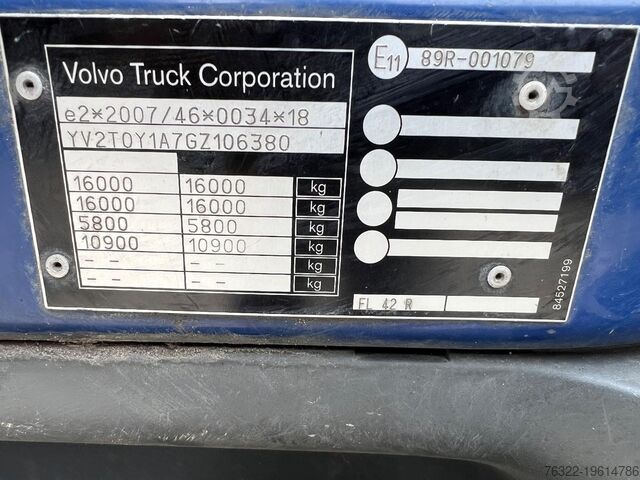 Volvo Truck Corporation
E11 89R-001079
e2*2007/46*0034*18
YV2T0Y1A7GZ106380
16000 16000 kg
16000 16000 kg
5800 5800 kg
10900 10900 kg
-- -- kg
-- -- kg
FL 42 R
84527199
76322-19614786